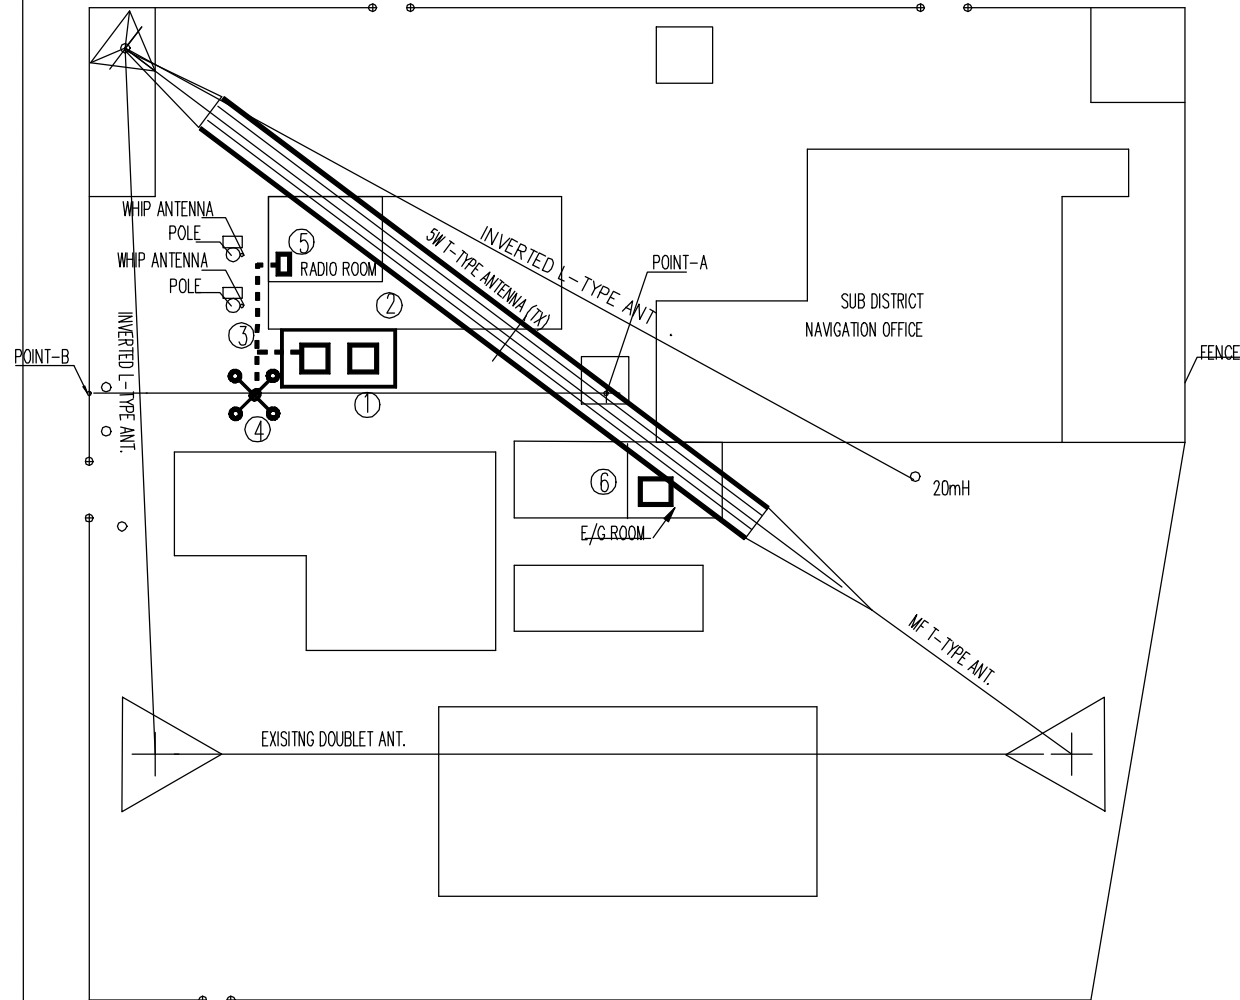 WHIP ANTENNA
POLE
WHIP ANTENNA
POLE
5
RADIO ROOM
2
3
5W T-TYPE ANTENNA (TX)
INVERTED L-TYPE ANT.
POINT-A
SUB DISTRICT
NAVIGATION OFFICE
FENCE
POINT-B
INVERTED L-TYPE ANT.
1
4
6
E/G ROOM
20mH
MF T-TYPE ANT.
EXISITNG DOUBLET ANT.